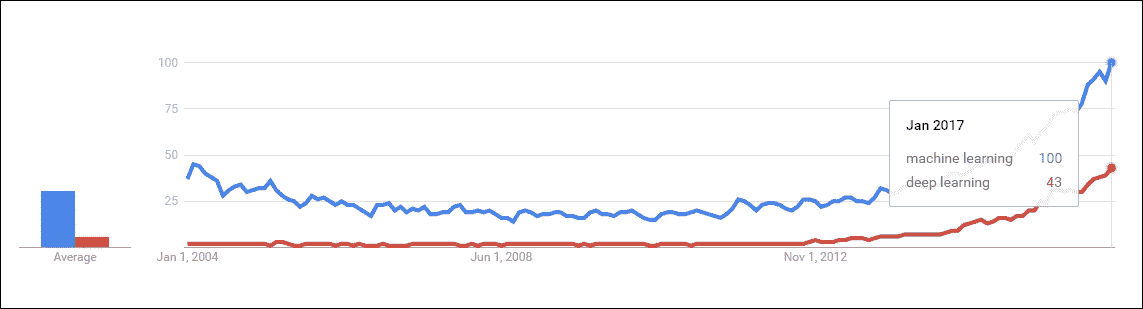 100
75
50
25
Jan 2017
machine learning 100
deep learning 43
Average
Jan 1, 2004
Jun 1, 2008
Nov 1, 2012